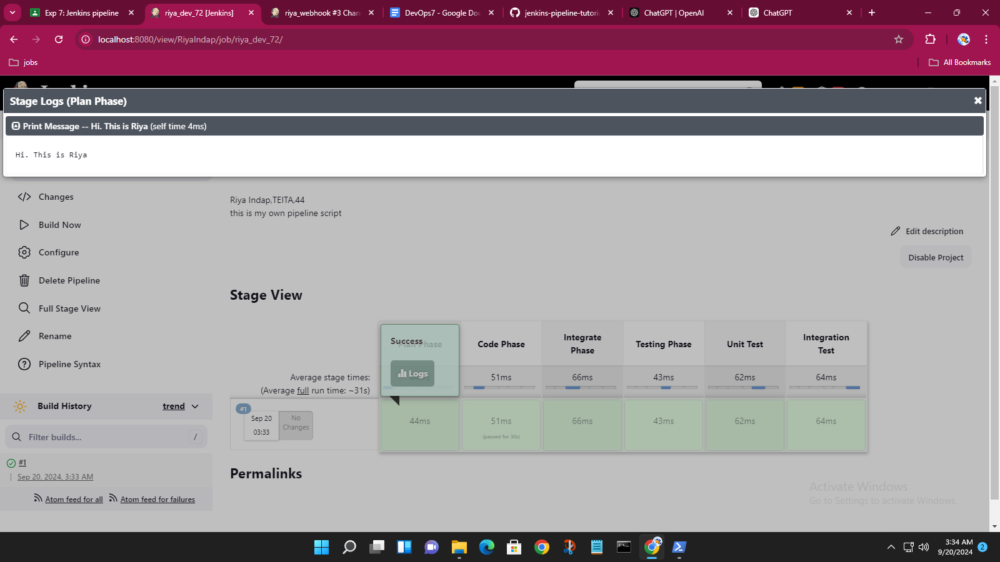 Exp 7: Jenkins pipeline
riya_dev_72 [Jenkins]
riya_webhook #3 Chan
DevOps7 - Google Doc
jenkins-pipeline-tutoria
ChatGPT | OpenAI
ChatGPT
localhost:8080/view/RiyaIndap/job/riya_dev_72/
jobs
All Bookmarks
Stage Logs (Plan Phase)
Print Message -- Hi. This is Riya (self time 4ms)
Hi. This is Riya
Changes
Build Now
Configure
Delete Pipeline
Full Stage View
Rename
Pipeline Syntax
Build History
trend
Filter builds...
/
#1
Sep 20, 2024, 3:33 AM
Atom feed for all
Atom feed for failures
Riya Indap,TEITA,44
this is my own pipeline script
Edit description
Disable Project
Stage View
Success
Plan Phase
Logs
Code Phase
Integrate
Phase
Testing Phase
Unit Test
Integration
Test
Average stage times:
(Average full run time: ~31s)
51ms
66ms
43ms
62ms
64ms
#1
Sep 20
03:33
No
Changes
44ms
51ms
(paused for 30s)
66ms
43ms
62ms
64ms
Permalinks
Activate Windows
Go to Settings to activate Windows.
3:34 AM
9/20/2024
2